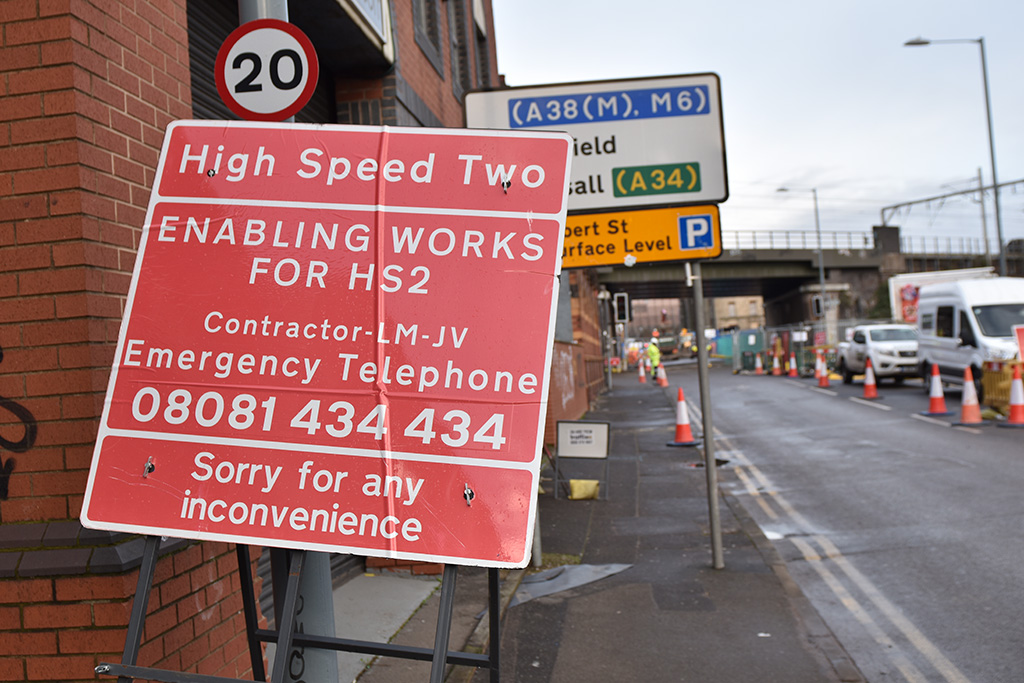 20
High Speed Two
ENABLING WORKS
FOR HS2
Contractor-LM-JV
Emergency Telephone
08081 434 434
Sorry for any
inconvenience
(A38(M), M6)
ield
sall (A34)
bert St
urface Level
P